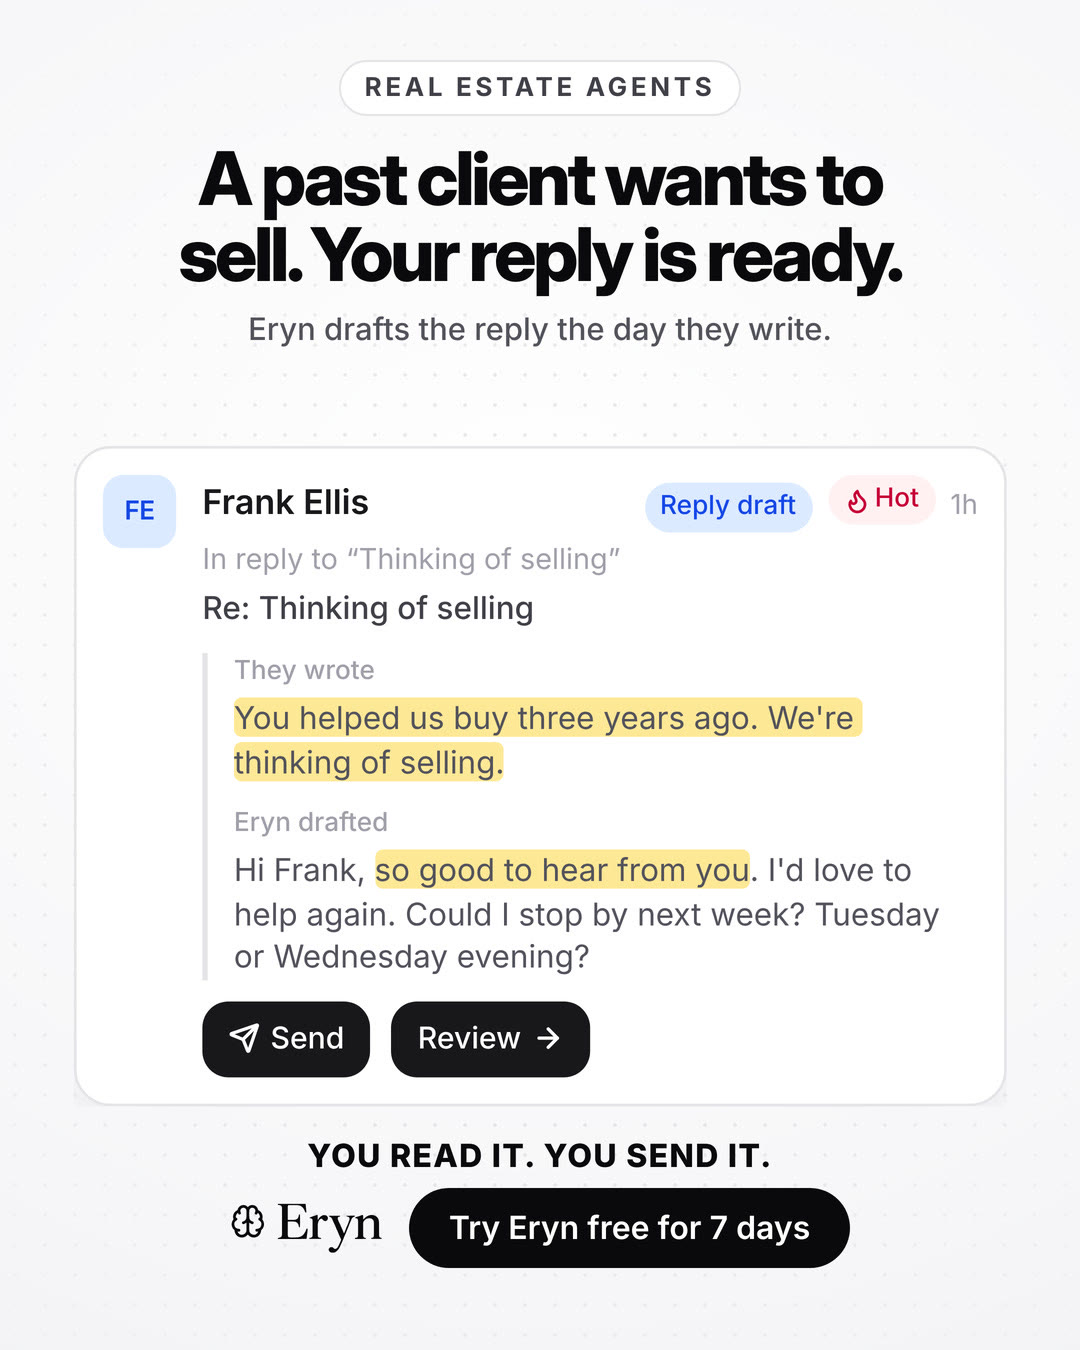 REAL ESTATE AGENTS
A past client wants to
sell. Your reply is ready.
Eryn drafts the reply the day they write.
FE
Frank Ellis
Reply draft
Hot
1h
In reply to “Thinking of selling”
Re: Thinking of selling
They wrote
You helped us buy three years ago. We're
thinking of selling.
Eryn drafted
Hi Frank, so good to hear from you. I'd love to
help again. Could I stop by next week? Tuesday
or Wednesday evening?
Send
Review →
YOU READ IT. YOU SEND IT.
Eryn
Try Eryn free for 7 days